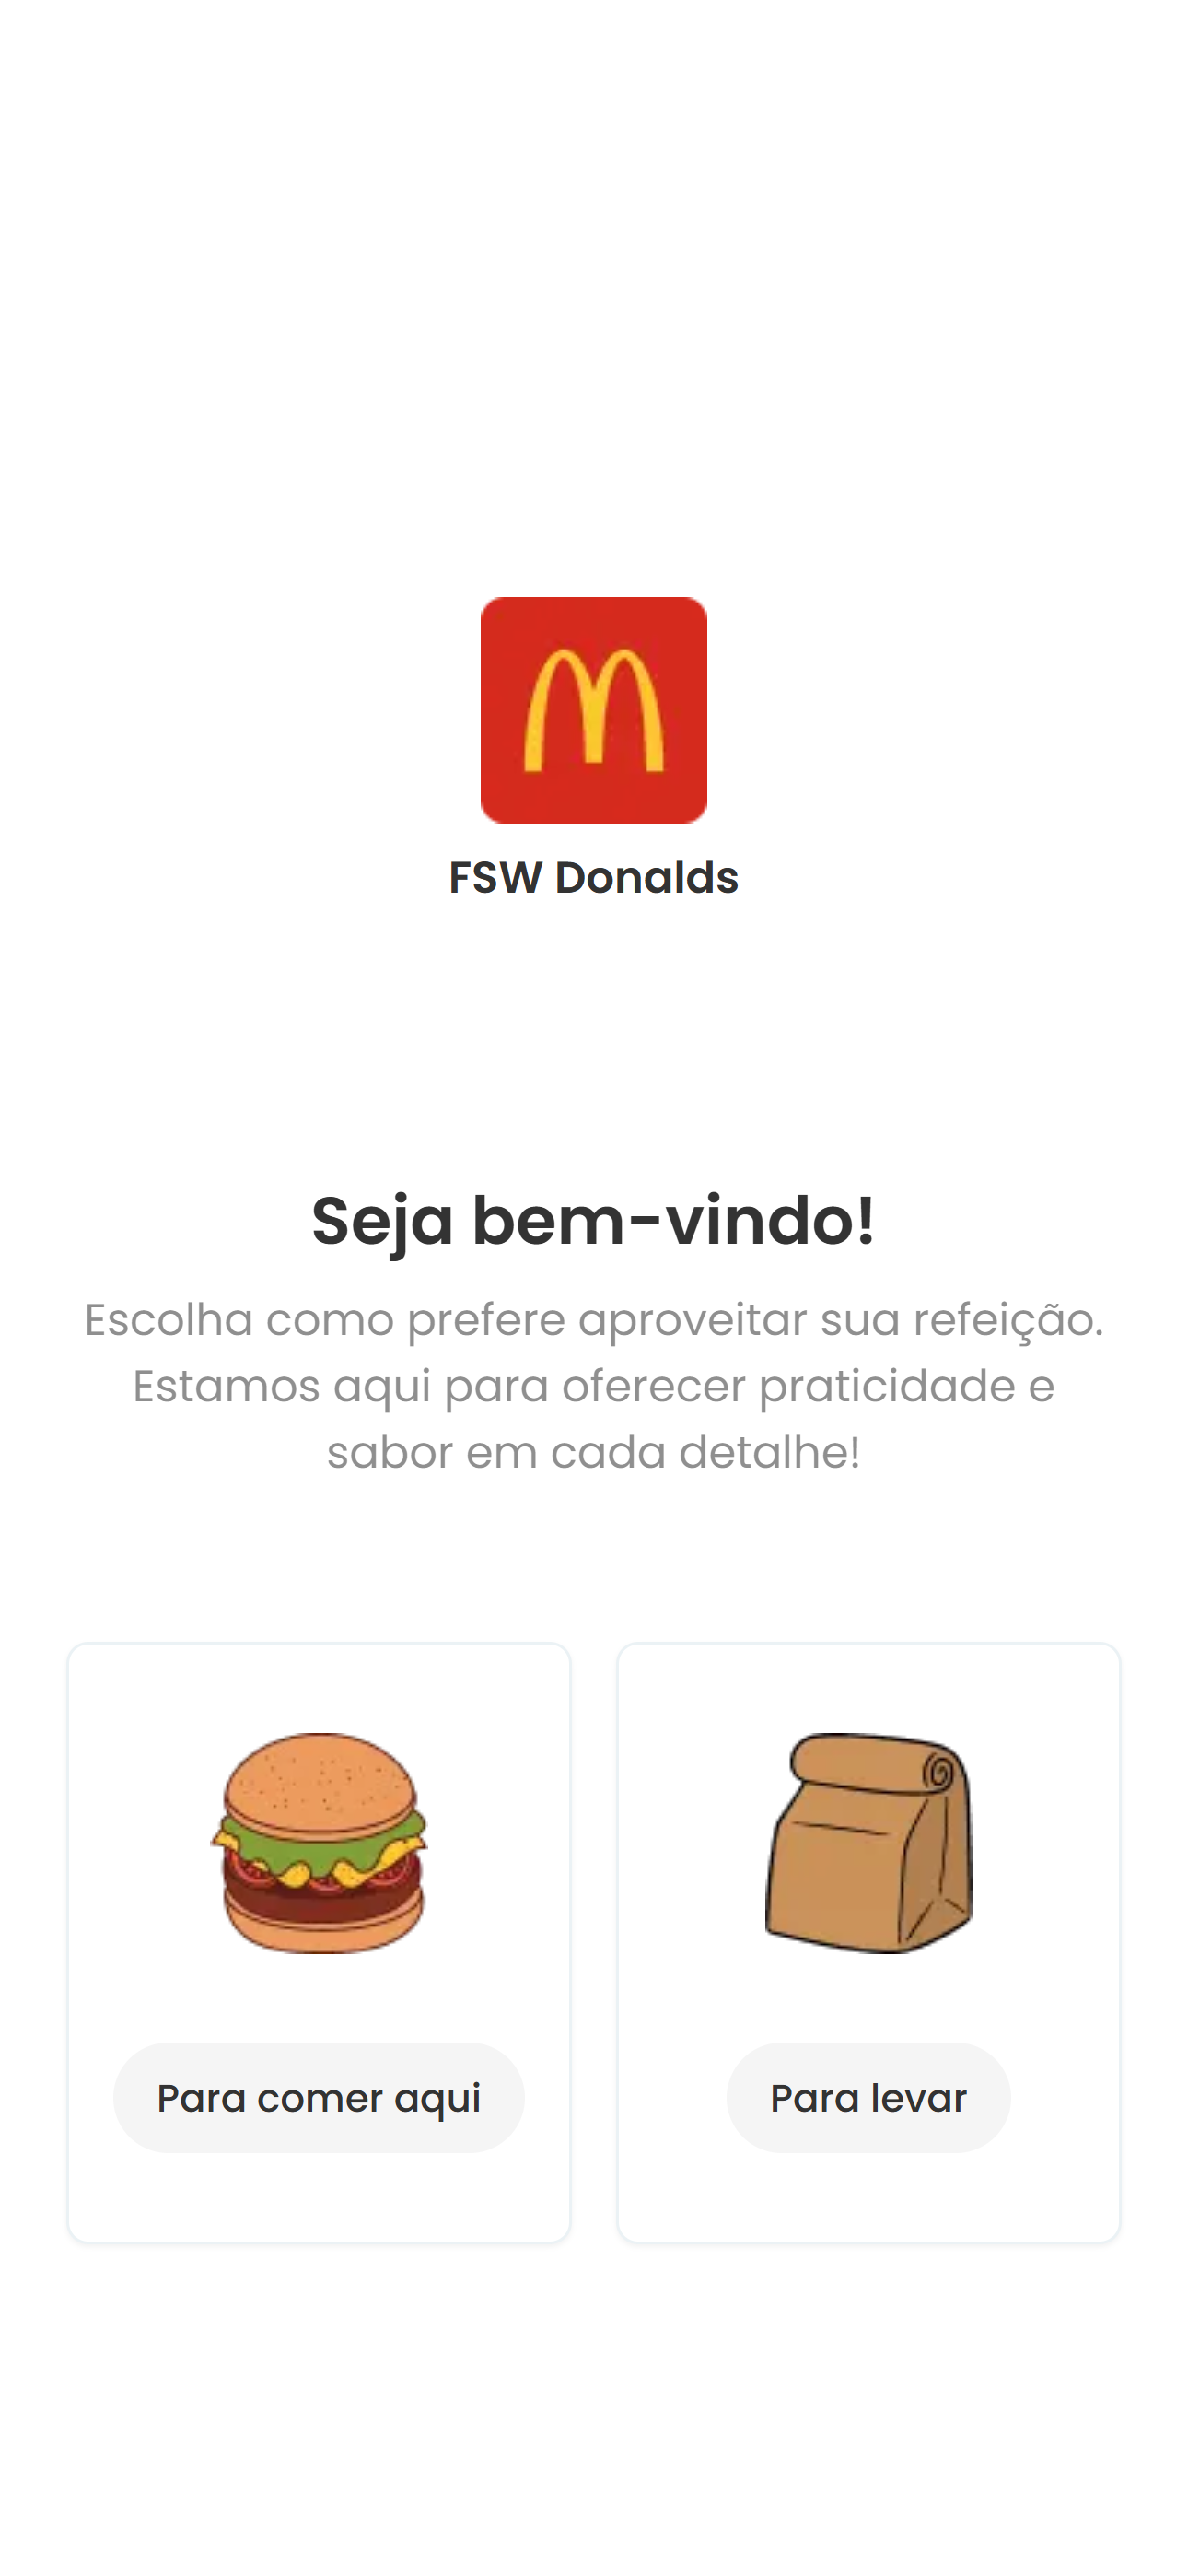 FSW Donalds
Seja bem-vindo!
Escolha como prefere aproveitar sua refeição.
Estamos aqui para oferecer praticidade e
sabor em cada detalhe!
Para comer aqui
Para levar